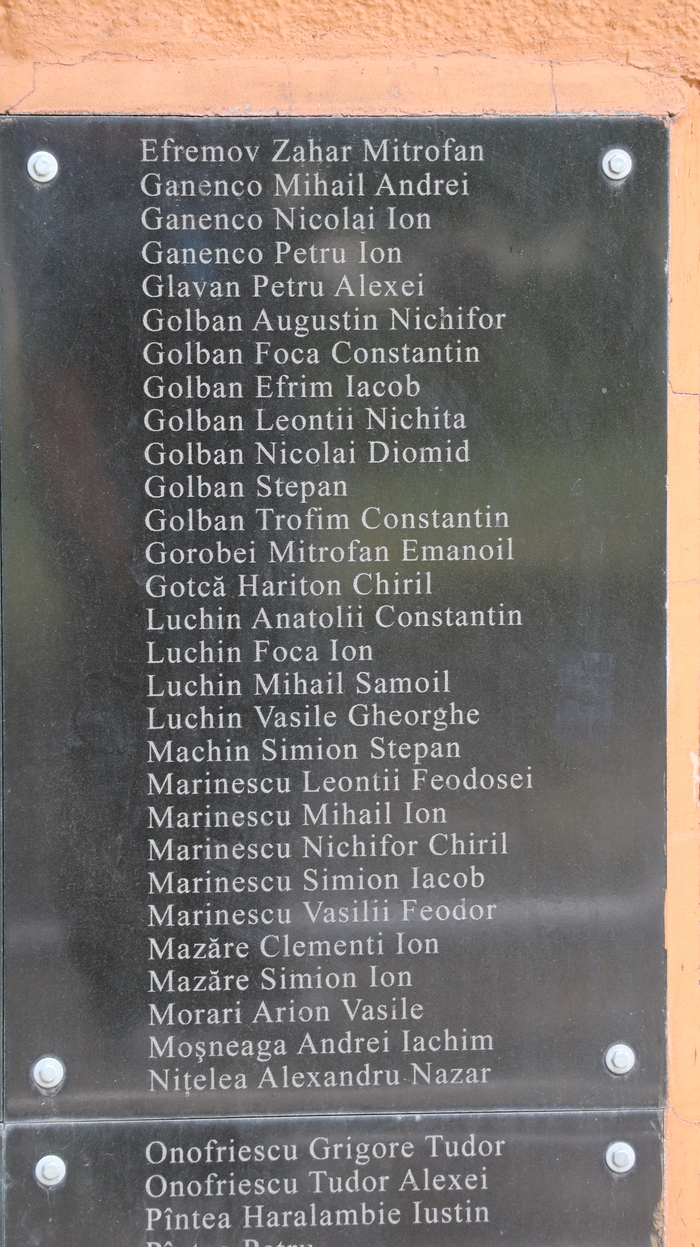 Efremov Zahar Mitrofan
Ganenco Mihail Andrei
Ganenco Nicolai Ion
Ganenco Petru Ion
Glavan Petru Alexei
Golban Augustin Nichifor
Golban Foca Constantin
Golban Efrim Iacob
Golban Leontii Nichita
Golban Nicolai Diomid
Golban Stepan
Golban Trofim Constantin
Gorobei Mitrofan Emanoil
Gotcă Hariton Chiril
Luchin Anatolii Constantin
Luchin Foca Ion
Luchin Mihail Samoil
Luchin Vasile Gheorghe
Machin Simion Stepan
Marinescu Leontii Feodosei
Marinescu Mihail Ion
Marinescu Nichifor Chiril
Marinescu Simion Iacob
Marinescu Vasilii Feodor
Mazăre Clementi Ion
Mazăre Simion Ion
Morari Arion Vasile
Moşneaga Andrei Iachim
Nițelea Alexandru Nazar
Onofriescu Grigore Tudor
Onofriescu Tudor Alexei
Pîntea Haralambie Iustin